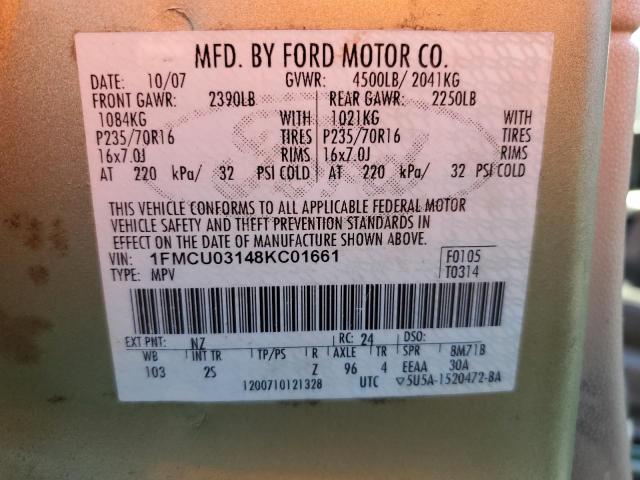 MFD. BY FORD MOTOR CO.
DATE: 10/07 GVWR: 4500LB/ 2041KG
FRONT GAWR: 2390LB REAR GAWR: 2250LB
1084KG WITH 1021KG WITH
P235/70R16 TIRES P235/70R16 TIRES
16x7.0J RIMS 16x7.0J RIMS
AT 220 kPa/ 32 PSI COLD AT 220 kPa/ 32 PSI COLD
THIS VEHICLE CONFORMS TO ALL APPLICABLE FEDERAL MOTOR
VEHICLE SAFETY AND THEFT PREVENTION STANDARDS IN
EFFECT ON THE DATE OF MANUFACTURE SHOWN ABOVE.
VIN: 1FMCU03148KC01661 F0105
TYPE: MPV T0314
EXT PNT: NZ RC: 24 DSO:
WB INT TR TP/PS R AXLE TR SPR 8M71B
103 2S Z 96 4 EEAA 30A
1200710121328 UTC ▽5U5A-1520472-BA